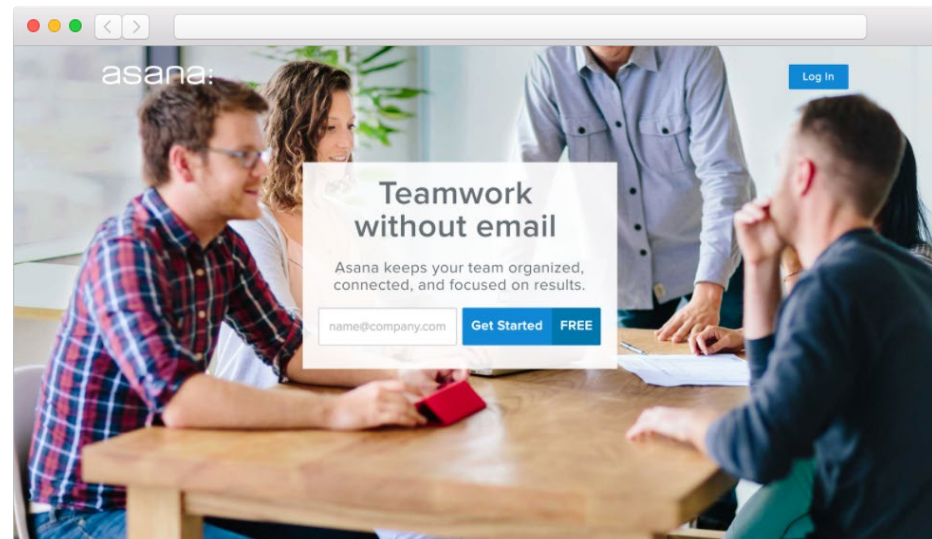 asana:
Log In
Teamwork
without email
Asana keeps your team organized,
connected, and focused on results.
name@company.com
Get Started FREE